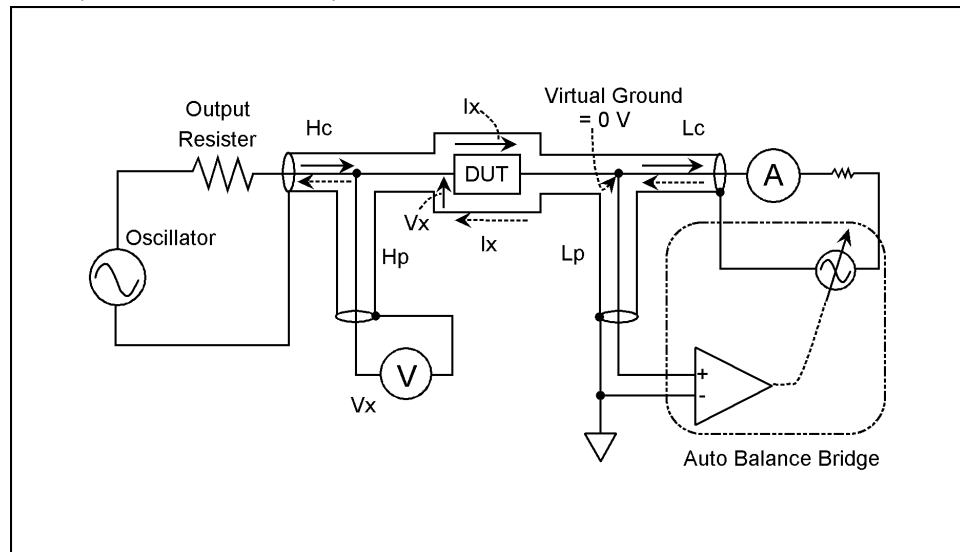 Output
Resister
Hc
Ix
Virtual Ground
= 0 V
Lc
DUT
A
Oscillator
Vx
Ix
Hp
Lp
V
Vx
+
-
Auto Balance Bridge